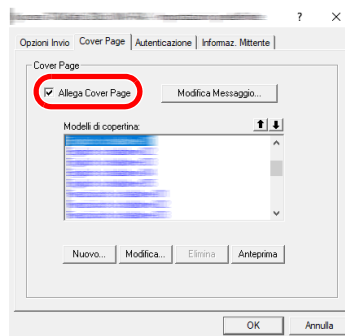 ?
Opzioni Invio Cover Page Autenticazione Informaz. Mittente
Cover Page
Allega Cover Page Modifica Messaggio...
Modelli di copertina:
Nuovo... Modifica... Elimina Anteprima
OK Annulla